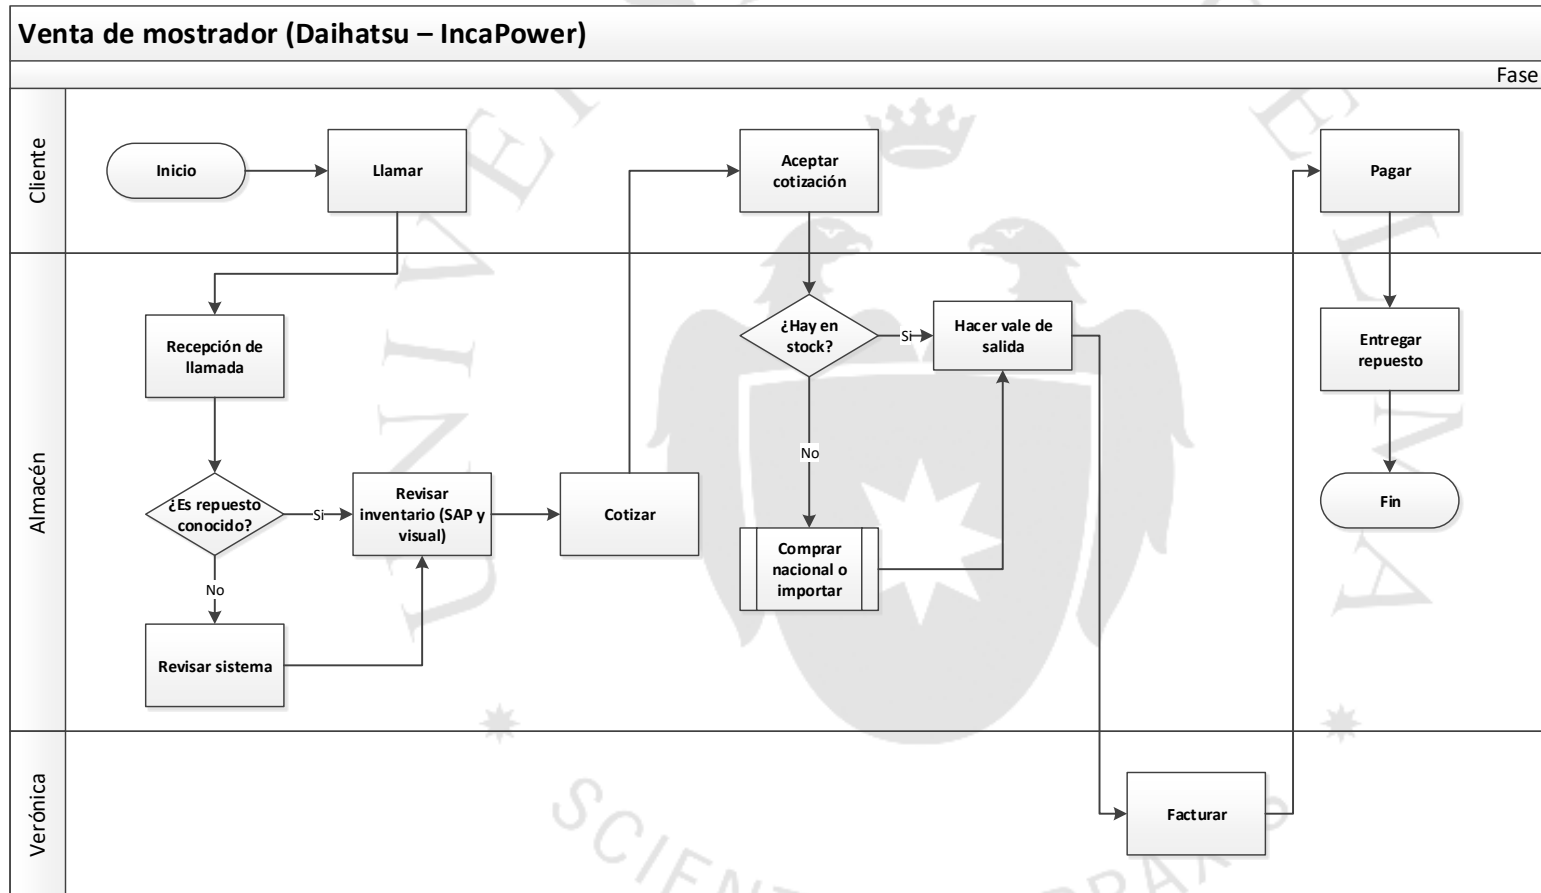 Venta de mostrador (Daihatsu – IncaPower)
Fase
Cliente
Inicio
Llamar
Aceptar
cotización
Pagar
Almacén
Recepción de
llamada
¿Es repuesto
conocido?
Si
No
Revisar sistema
Revisar
inventario (SAP y
visual)
Cotizar
¿Hay en
stock?
Si
No
Hacer vale de
salida
Comprar
nacional o
importar
Entregar
repuesto
Fin
Verónica
Facturar